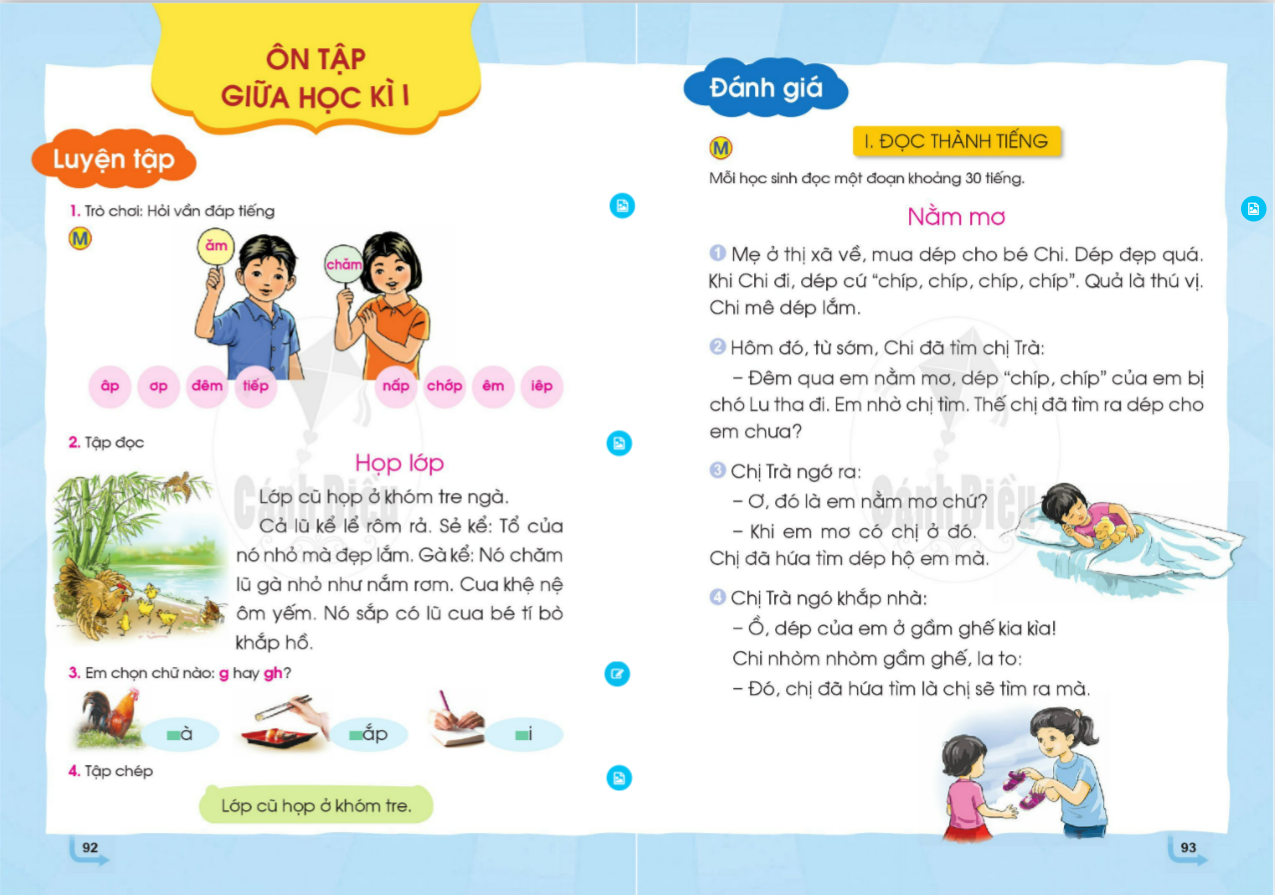 ÔN TẬP
GIỮA HỌC KÌ I
Luyện tập
1. Trò chơi: Hỏi vần đáp tiếng
M
ăm
chăm
âp ơp đêm tiếp nấp chớp êm iêp
2. Tập đọc
Họp lớp
Lớp cũ họp ở khóm tre ngà.
Cả lũ kể lể rôm rả. Sẻ kể: Tổ của
nó nhỏ mà đẹp lắm. Gà kể: Nó chăm
lũ gà nhỏ như nắm rơm. Cua khệ nệ
ôm yếm. Nó sắp có lũ cua bé tí bò
khắp hồ.
Cánh Diều
3. Em chọn chữ nào: g hay gh?
à
ắp
i
4. Tập chép
Lớp cũ họp ở khóm tre.
92
Đánh giá
M
I. ĐỌC THÀNH TIẾNG
Mỗi học sinh đọc một đoạn khoảng 30 tiếng.
Nằm mơ
1 Mẹ ở thị xã về, mua dép cho bé Chi. Dép đẹp quá.
Khi Chi đi, dép cứ “chíp, chíp, chíp, chíp”. Quả là thú vị.
Chi mê dép lắm.
2 Hôm đó, từ sớm, Chi đã tìm chị Trà:
– Đêm qua em nằm mơ, dép “chíp, chíp” của em bị
chó Lu tha đi. Em nhờ chị tìm. Thế chị đã tìm ra dép cho
em chưa?
3 Chị Trà ngớ ra:
– Ơ, đó là em nằm mơ chứ?
– Khi em mơ có chị ở đó.
Chị đã hứa tìm dép hộ em mà.
Cánh Diều
4 Chị Trà ngó khắp nhà:
– Ồ, dép của em ở gầm ghế kia kìa!
Chi nhòm nhòm gầm ghế, la to:
– Đó, chị đã hứa tìm là chị sẽ tìm ra mà.
93